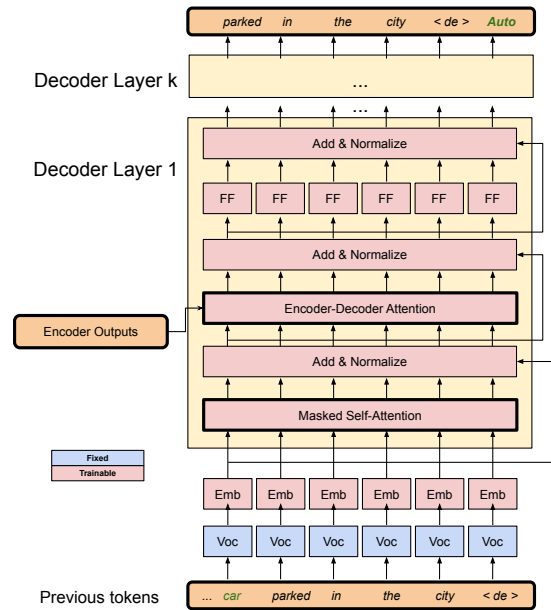 parked in the city < de > Auto
Decoder Layer k
...
...
Decoder Layer 1
Add & Normalize
FF FF FF FF FF FF
Add & Normalize
Encoder-Decoder Attention
Encoder Outputs
Add & Normalize
Masked Self-Attention
Fixed
Trainable
Emb Emb Emb Emb Emb Emb
Voc Voc Voc Voc Voc Voc
Previous tokens
... car parked in the city < de >